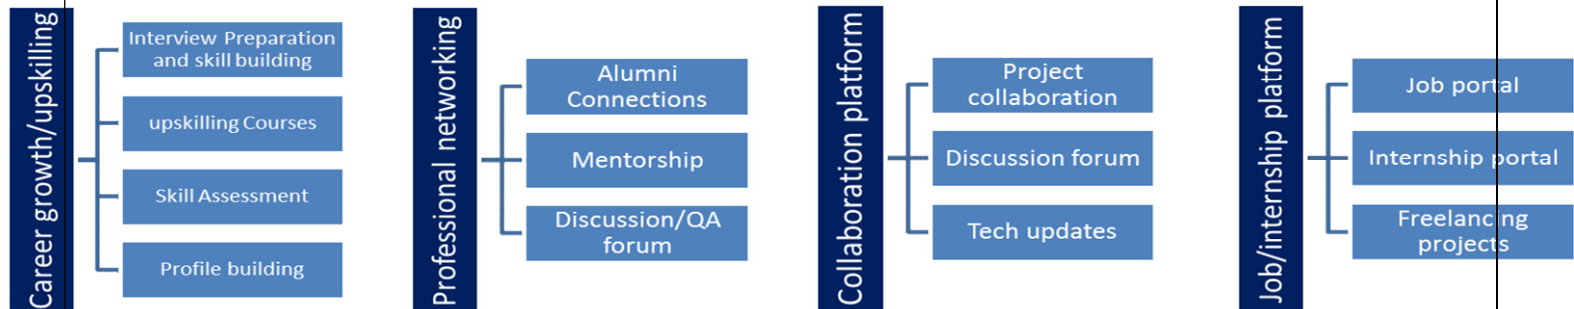 Career growth/upskilling
Interview Preparation
and skill building
upskilling Courses
Skill Assessment
Profile building
Professional networking
Alumni
Connections
Mentorship
Discussion/QA
forum
Collaboration platform
Project
collaboration
Discussion forum
Tech updates
Job/internship platform
Job portal
Internship portal
Freelancing
projects